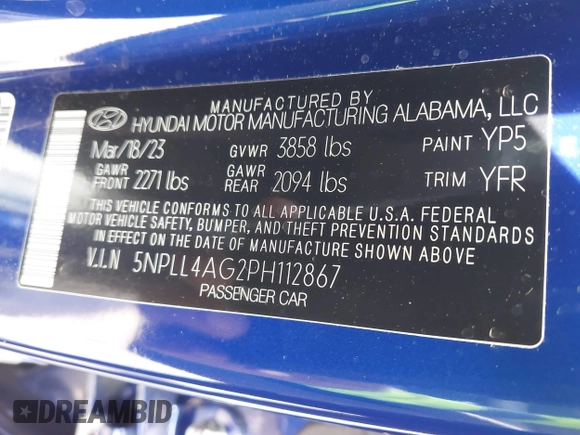 MANUFACTURED BY
HYUNDAI MOTOR MANUFACTURING ALABAMA, LLC
Mar/18/23 GVWR 3858 lbs PAINT YP5
GAWR FRONT 2271 lbs GAWR REAR 2094 lbs TRIM YFR
THIS VEHICLE CONFORMS TO ALL APPLICABLE U.S.A. FEDERAL
MOTOR VEHICLE SAFETY, BUMPER, AND THEFT PREVENTION STANDARDS
IN EFFECT ON THE DATE OF MANUFACTURE SHOWN ABOVE
V.I.N 5NPLL4AG2PH112867
PASSENGER CAR
DREAMBID